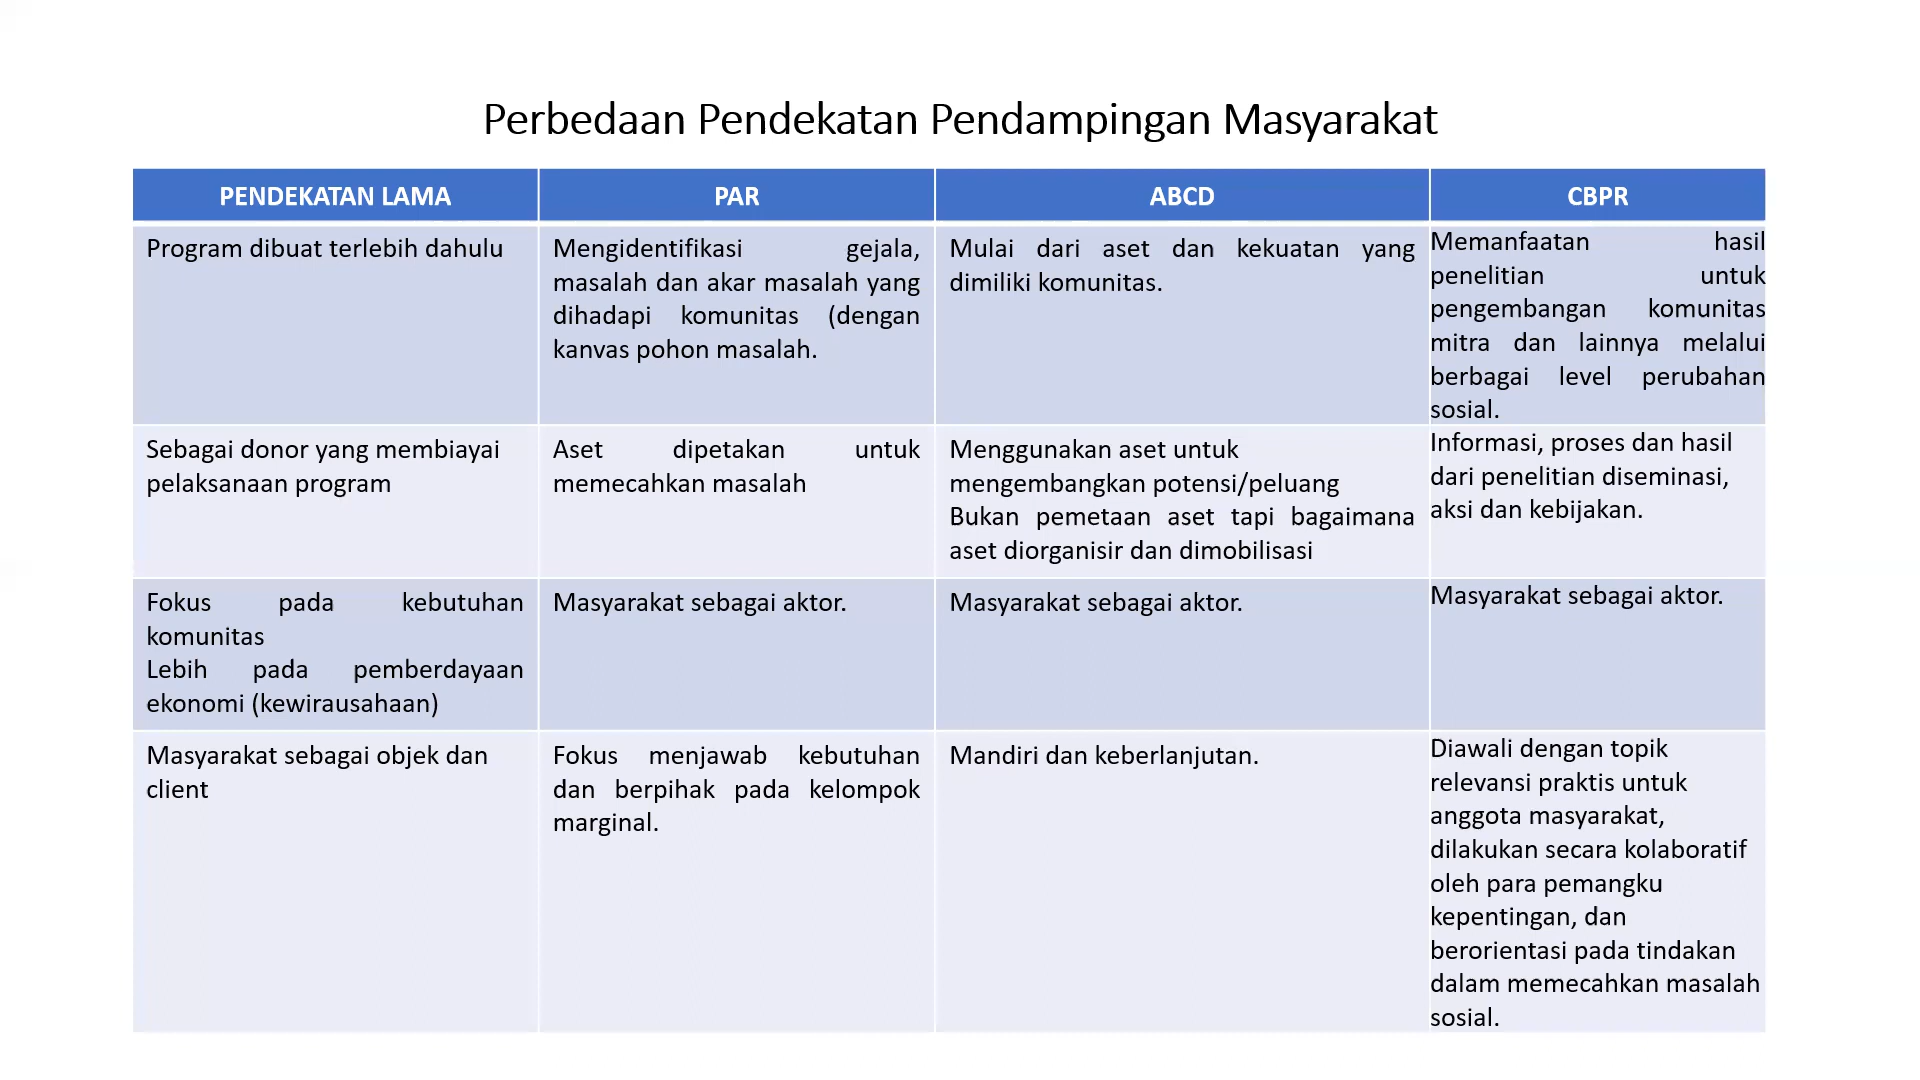 Perbedaan Pendekatan Pendampingan Masyarakat
PENDEKATAN LAMA
PAR
ABCD
CBPR
Program dibuat terlebih dahulu
Mengidentifikasi gejala,
masalah dan akar masalah yang
dihadapi komunitas (dengan
kanvas pohon masalah.
Mulai dari aset dan kekuatan yang
dimiliki komunitas.
Memanfaatan hasil
penelitian untuk
pengembangan komunitas
mitra dan lainnya melalui
berbagai level perubahan
sosial.
Sebagai donor yang membiayai
pelaksanaan program
Aset dipetakan untuk
memecahkan masalah
Menggunakan aset untuk
mengembangkan potensi/peluang
Bukan pemetaan aset tapi bagaimana
aset diorganisir dan dimobilisasi
Informasi, proses dan hasil
dari penelitian diseminasi,
aksi dan kebijakan.
Fokus pada kebutuhan
komunitas
Lebih pada pemberdayaan
ekonomi (kewirausahaan)
Masyarakat sebagai aktor.
Masyarakat sebagai aktor.
Masyarakat sebagai aktor.
Masyarakat sebagai objek dan
client
Fokus menjawab kebutuhan
dan berpihak pada kelompok
marginal.
Mandiri dan keberlanjutan.
Diawali dengan topik
relevansi praktis untuk
anggota masyarakat,
dilakukan secara kolaboratif
oleh para pemangku
kepentingan, dan
berorientasi pada tindakan
dalam memecahkan masalah
sosial.